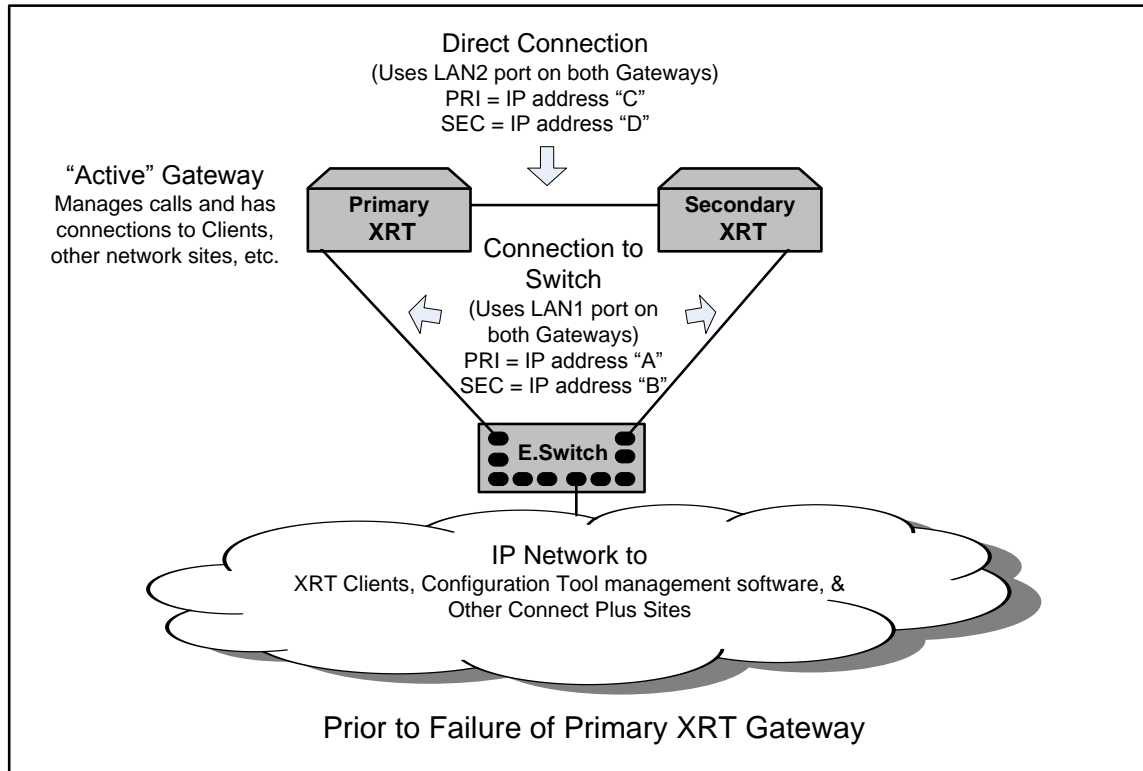 Direct Connection
(Uses LAN2 port on both Gateways)
PRI = IP address “C”
SEC = IP address “D”
“Active” Gateway
Manages calls and has
connections to Clients,
other network sites, etc.
Primary
XRT
Secondary
XRT
Connection to
Switch
(Uses LAN1 port on
both Gateways)
PRI = IP address “A”
SEC = IP address “B”
E.Switch
IP Network to
XRT Clients, Configuration Tool management software, &
Other Connect Plus Sites
Prior to Failure of Primary XRT Gateway